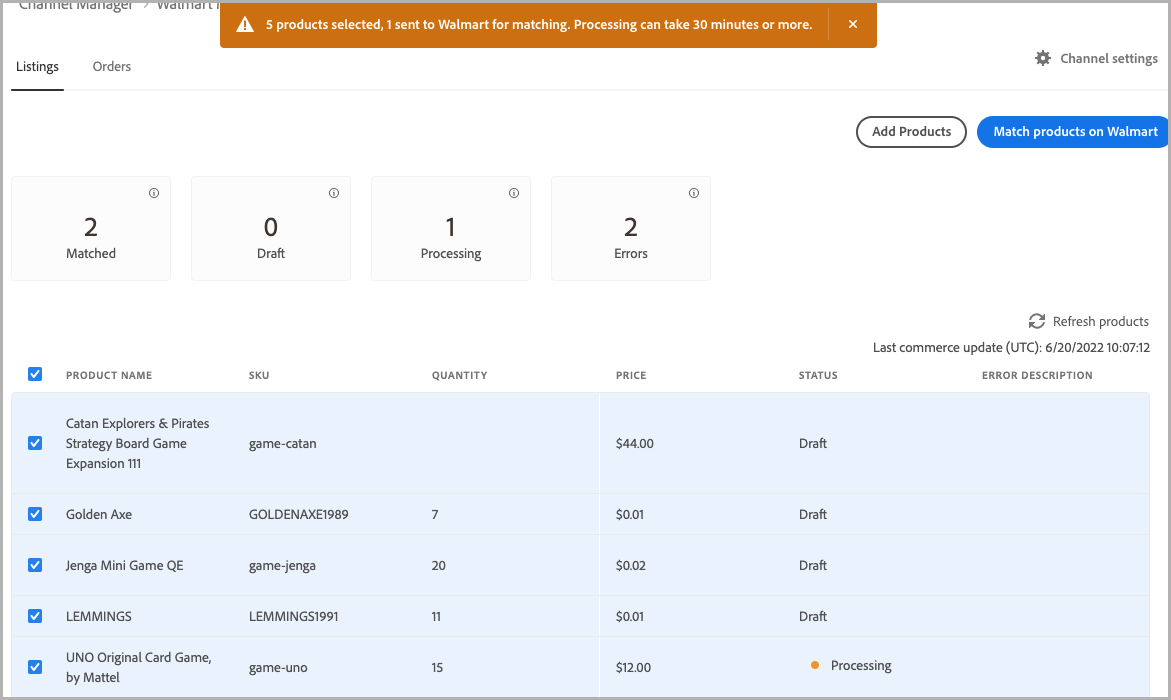 Channel Manager > Walmart
5 products selected, 1 sent to Walmart for matching. Processing can take 30 minutes or more.
Listings Orders Channel settings
Add Products Match products on Walmart
2 0 1 2
Matched Draft Processing Errors
Refresh products
Last commerce update (UTC): 6/20/2022 10:07:12
PRODUCT NAME SKU QUANTITY PRICE STATUS ERROR DESCRIPTION
Catan Explorers & Pirates
Strategy Board Game
Expansion 111
game-catan $44.00 Draft
Golden Axe GOLDENAXE1989 7 $0.01 Draft
Jenga Mini Game QE game-jenga 20 $0.02 Draft
LEMMINGS LEMMINGS1991 11 $0.01 Draft
UNO Original Card Game,
by Mattel
game-uno 15 $12.00 Processing